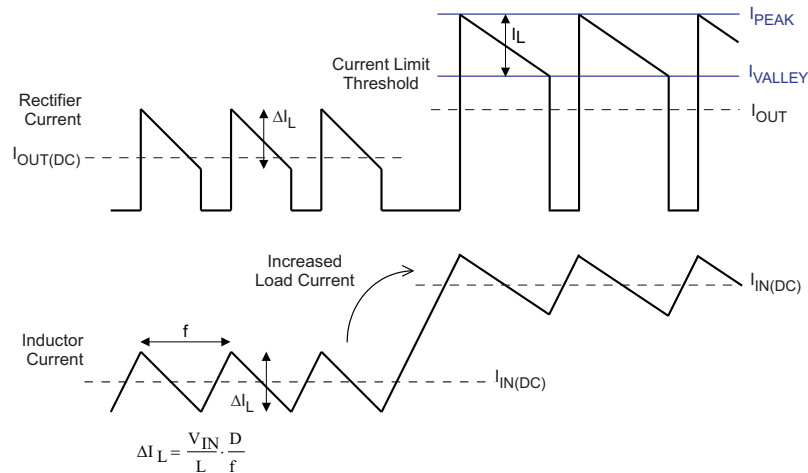 I_PEAK
I_L
Current Limit
Threshold
I_VALLEY
Rectifier
Current
ΔI_L
I_OUT
I_OUT(DC)
Increased
Load Current
I_IN(DC)
f
Inductor
Current
I_IN(DC)
ΔI_L
ΔI_L = V_IN/L · D/f